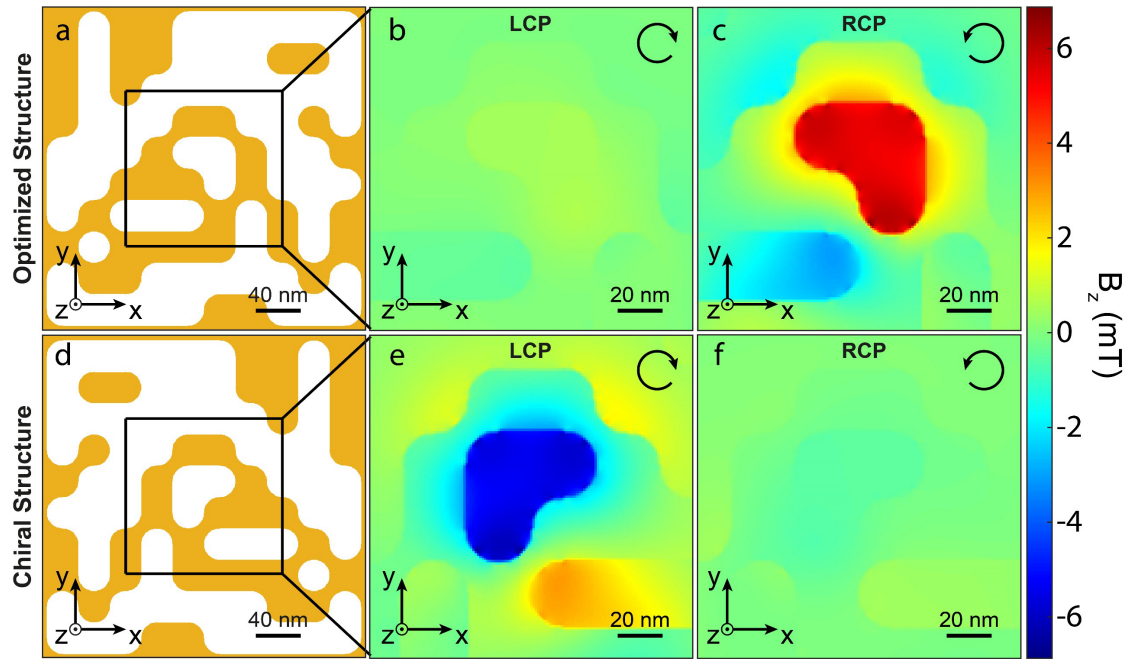 Optimized Structure
a
y
z
x
40 nm
b
LCP
y
z
x
20 nm
c
RCP
y
z
x
20 nm
Chiral Structure
d
y
z
x
40 nm
e
LCP
y
z
x
20 nm
f
RCP
y
z
x
20 nm
6
4
2
0
-2
-4
-6
Bz (mT)